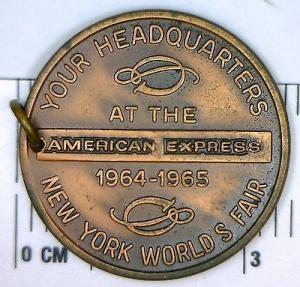 YOUR HEADQUARTERS
AT THE
AMERICAN EXPRESS
1964-1965
NEW YORK WORLD'S FAIR
0 CM 3